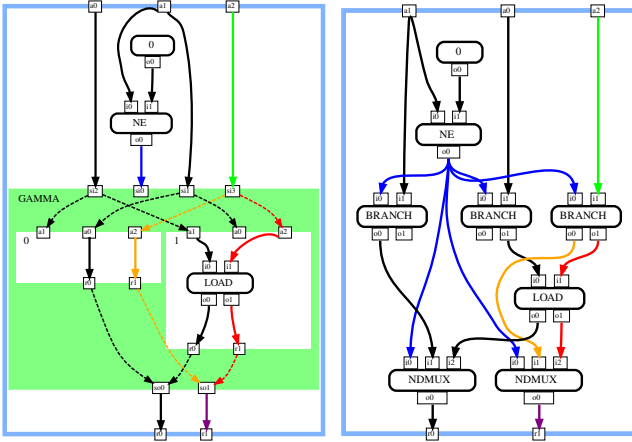 a0 a1 a2
0
o0
i0 i1
NE
o0
si2 si0 si1 si3
GAMMA
a1 a0 a2 a1 a0 a2
0 1
i0 i1
LOAD
r0 r1 o0 o1
r0 r1
so0 so1
r0 r1
a1 a0 a2
0
o0
i0 i1
NE
o0
i0 i1 i0 i1 i0 i1
BRANCH BRANCH BRANCH
o0 o1 o0 o1 o0 o1
i0 i1
LOAD
o0 o1
i0 i1 i2 i0 i1 i2
NDMUX NDMUX
o0 o0
r0 r1